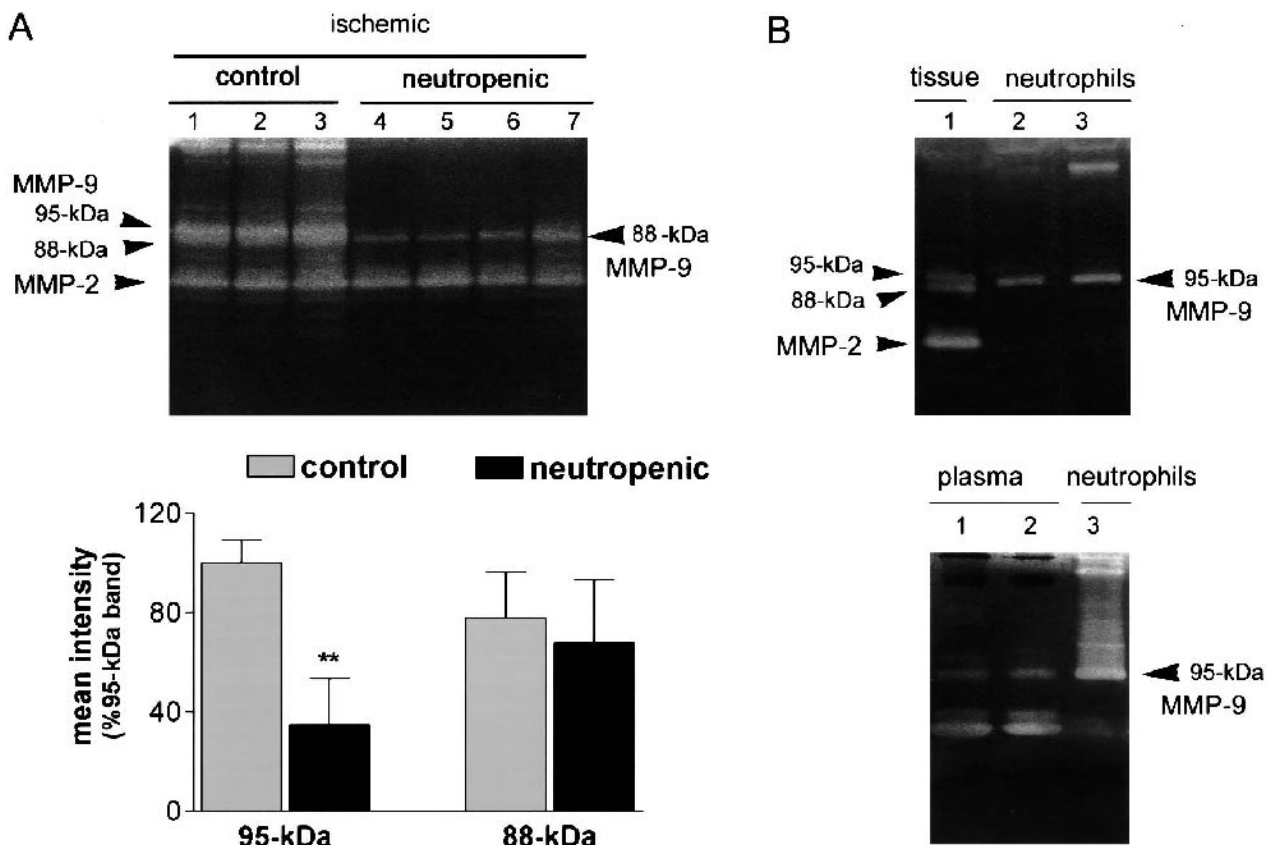 A
ischemic
control neutropenic
1 2 3 4 5 6 7
MMP-9
95-kDa
88-kDa
MMP-2
88-kDa
MMP-9
control neutropenic
mean intensity
(%95-kDa band)
120
80
40
0
**
95-kDa 88-kDa
B
tissue neutrophils
1 2 3
95-kDa
88-kDa
MMP-2
95-kDa
MMP-9
plasma neutrophils
1 2 3
95-kDa
MMP-9